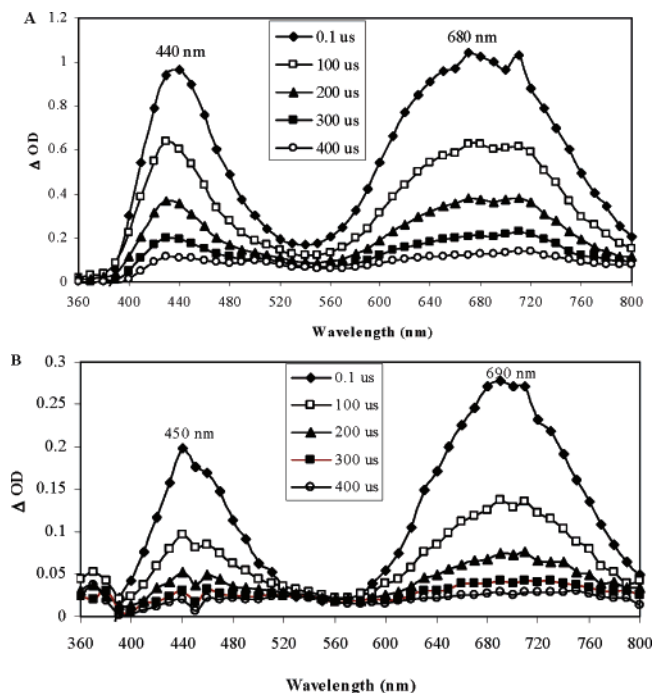 A
440 nm
680 nm
0.1 us
100 us
200 us
300 us
400 us
1.2
1
0.8
0.6
0.4
0.2
0
Δ OD
360 400 440 480 520 560 600 640 680 720 760 800
Wavelength (nm)
B
450 nm
690 nm
0.1 us
100 us
200 us
300 us
400 us
0.3
0.25
0.2
0.15
0.1
0.05
0
Δ OD
360 400 440 480 520 560 600 640 680 720 760 800
Wavelength (nm)